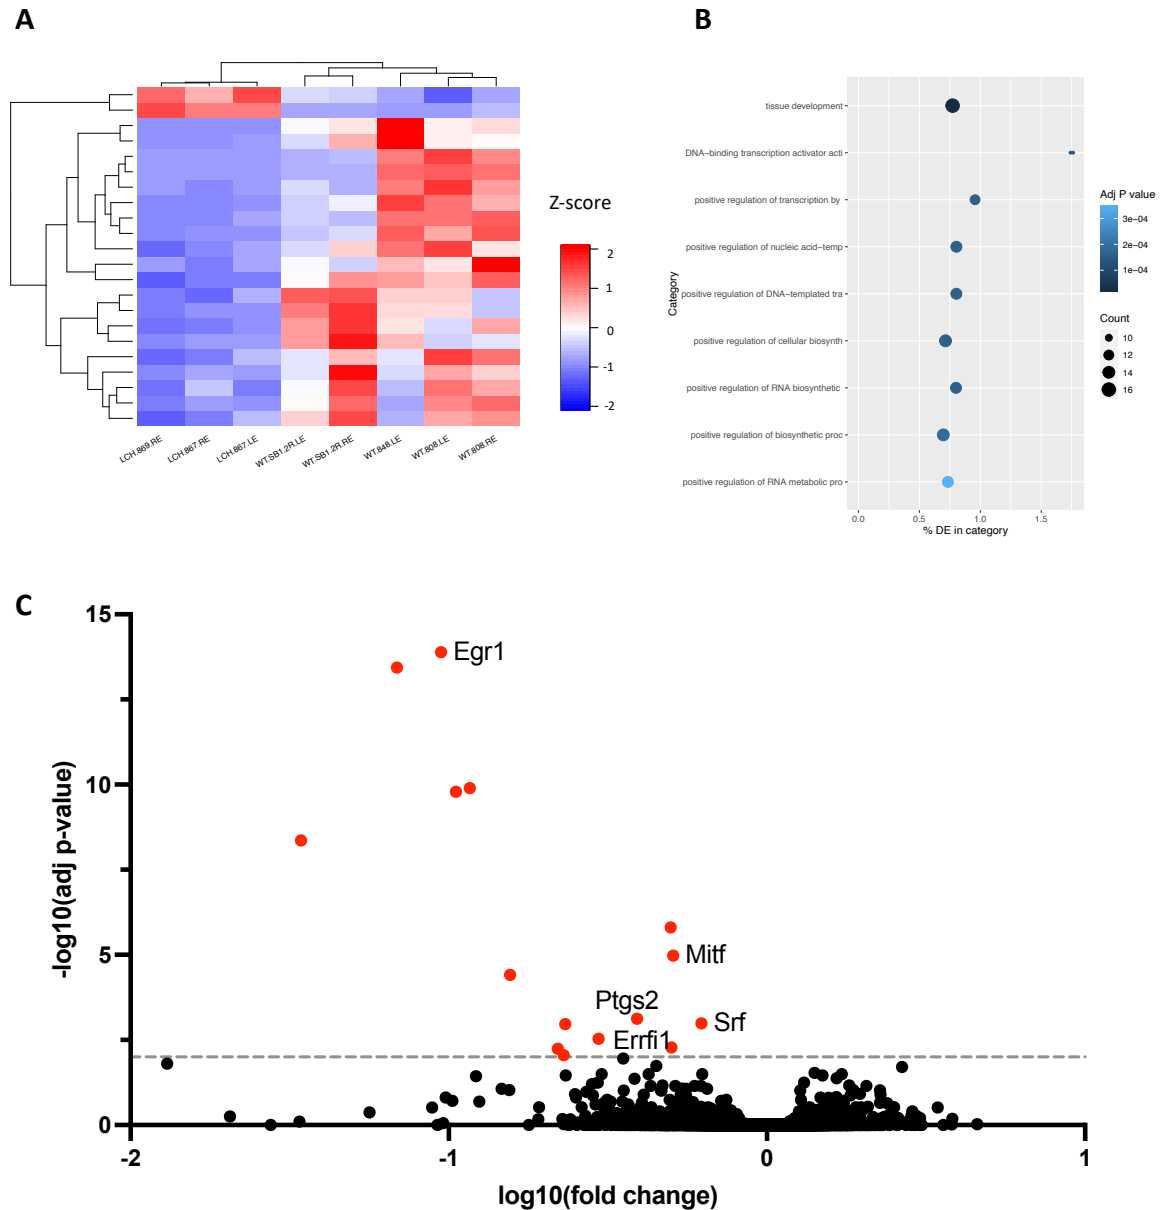 A
B
Z-score
2
1
0
-1
-2
LCH.869.RE
LCH.867.RE
LCH.867.LE
WT.SB1.2R.LE
WT.SB1.2R.RE
WT.848.LE
WT.808.LE
WT.808.RE
Category
tissue development
DNA-binding transcription activator acti
positive regulation of transcription by
positive regulation of nucleic acid-temp
positive regulation of DNA-templated tra
positive regulation of cellular biosynth
positive regulation of RNA biosynthetic
positive regulation of biosynthetic proc
positive regulation of RNA metabolic pro
0.0 0.5 1.0 1.5
% DE in category
Adj P value
3e-04
2e-04
1e-04
Count
10
12
14
16
C
15
10
5
0
-log10(adj p-value)
Egr1
Mitf
Ptgs2
Srf
Errfi1
-2 -1 0 1
log10(fold change)